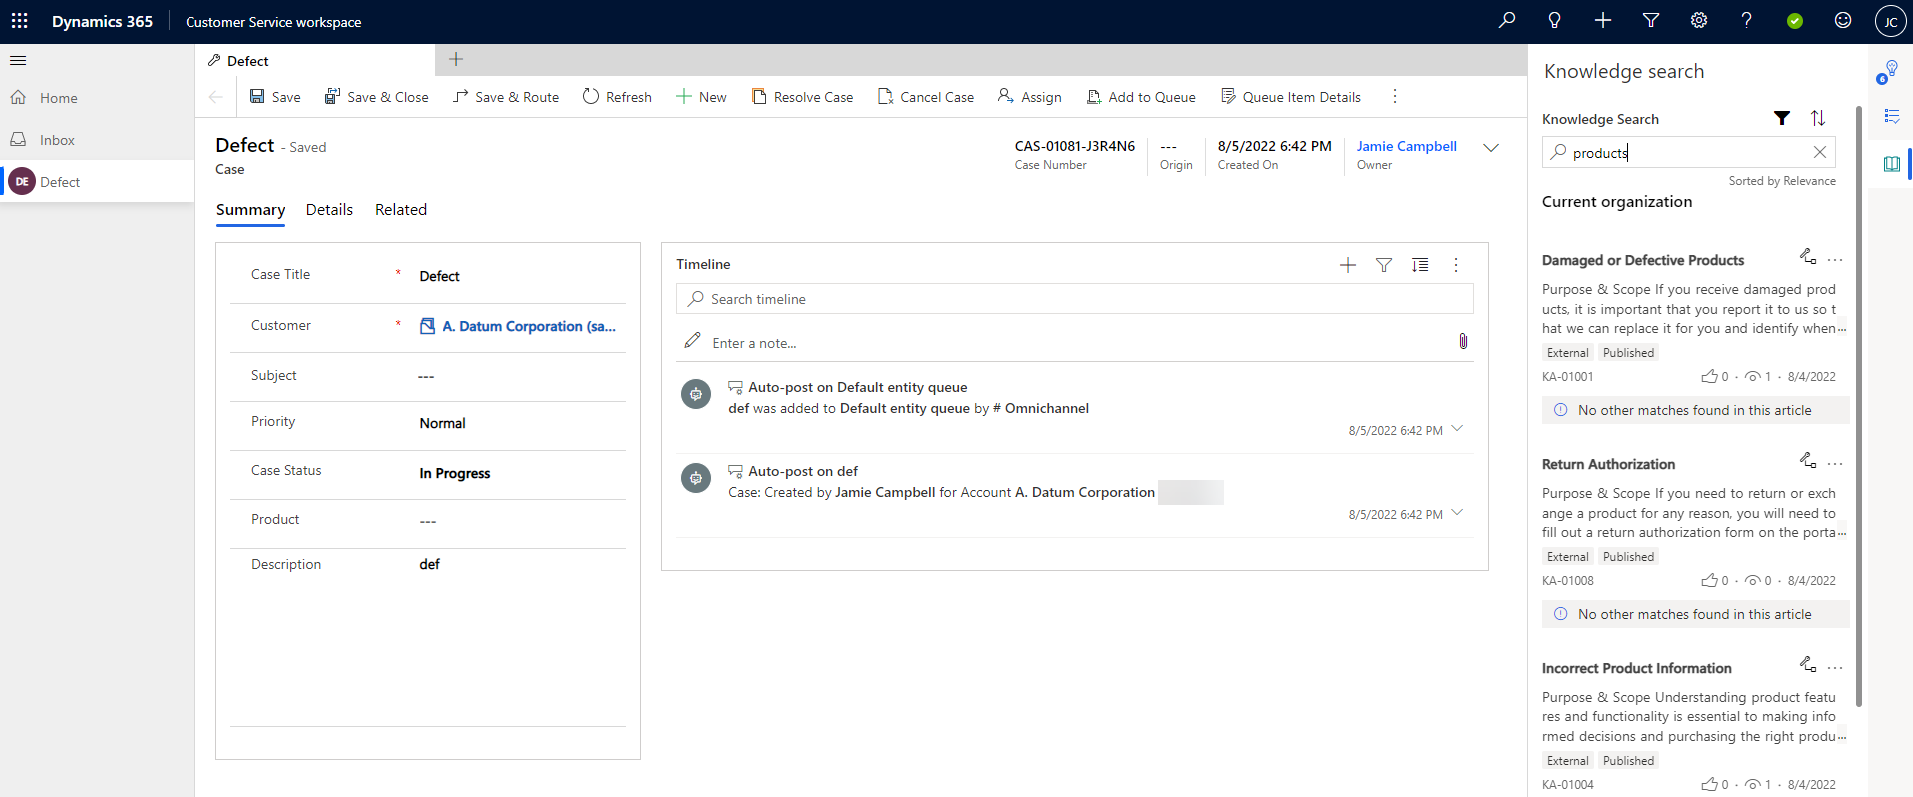 Dynamics 365
Customer Service workspace
JC
Home
Inbox
DE
Defect
Defect
Save
Save & Close
Save & Route
Refresh
New
Resolve Case
Cancel Case
Assign
Add to Queue
Queue Item Details
Defect - Saved
Case
CAS-01081-J3R4N6
Case Number
---
Origin
8/5/2022 6:42 PM
Created On
Jamie Campbell
Owner
Summary
Details
Related
Case Title * Defect
Customer * A. Datum Corporation (sa...
Subject ---
Priority Normal
Case Status In Progress
Product ---
Description def
Timeline
Search timeline
Enter a note...
Auto-post on Default entity queue
def was added to Default entity queue by # Omnichannel
8/5/2022 6:42 PM
Auto-post on def
Case: Created by Jamie Campbell for Account A. Datum Corporation
8/5/2022 6:42 PM
Knowledge search
Knowledge Search
products
Sorted by Relevance
Current organization
Damaged or Defective Products
Purpose & Scope If you receive damaged prod
ucts, it is important that you report it to us so t
hat we can replace it for you and identify when...
External Published
KA-01001 0 · 1 · 8/4/2022
No other matches found in this article
Return Authorization
Purpose & Scope If you need to return or exch
ange a product for any reason, you will need to
fill out a return authorization form on the porta...
External Published
KA-01008 0 · 0 · 8/4/2022
No other matches found in this article
Incorrect Product Information
Purpose & Scope Understanding product featu
res and functionality is essential to making info
rmed decisions and purchasing the right produ...
External Published
KA-01004 0 · 1 · 8/4/2022
6